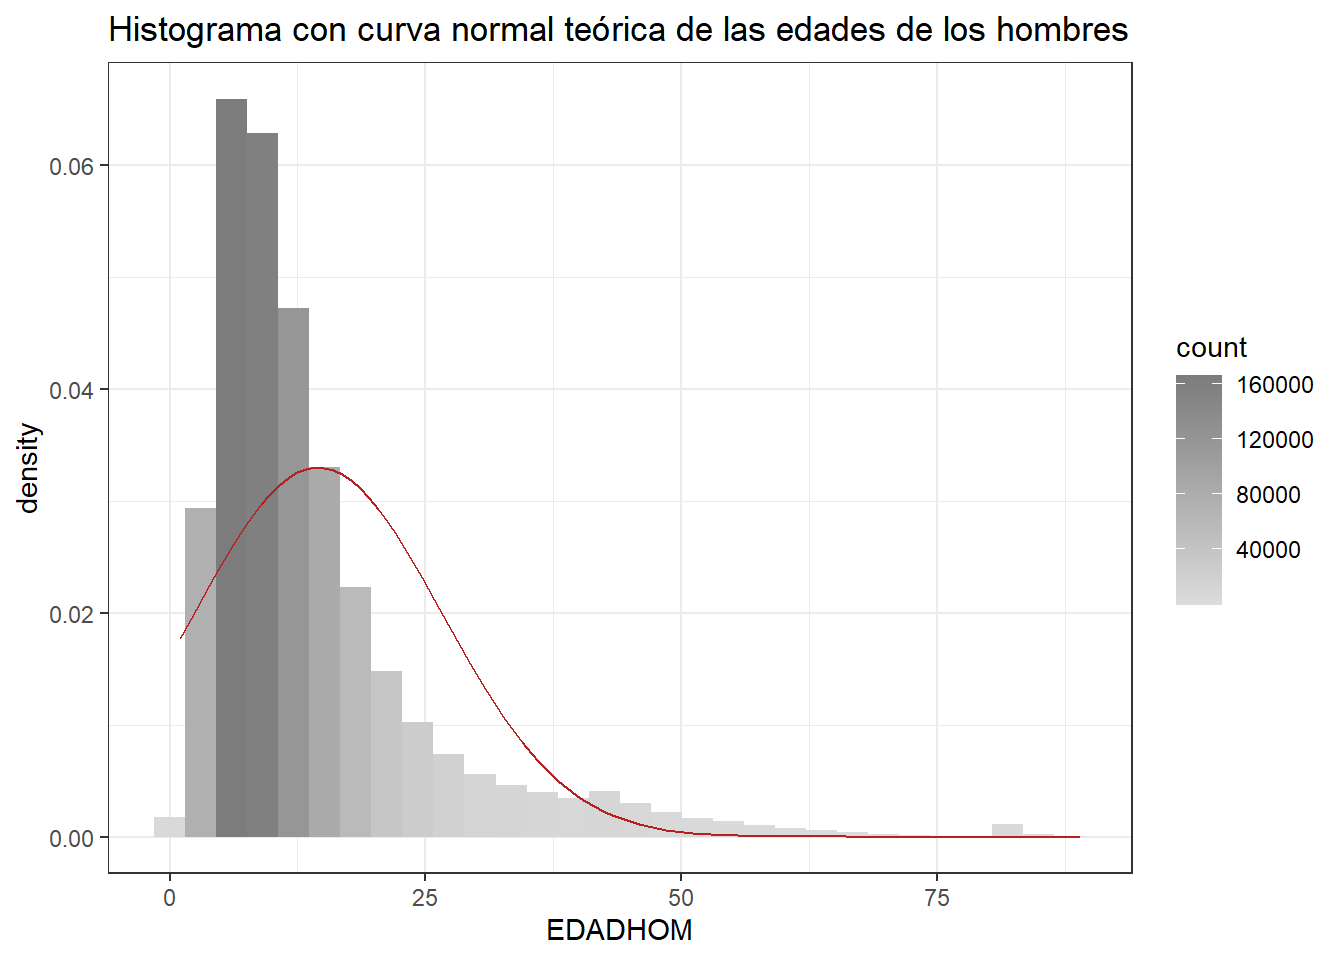 Histograma con curva normal teórica de las edades de los hombres
0.06
0.04
0.02
0.00
density
0 25 50 75
EDADHOM
count
160000
120000
80000
40000